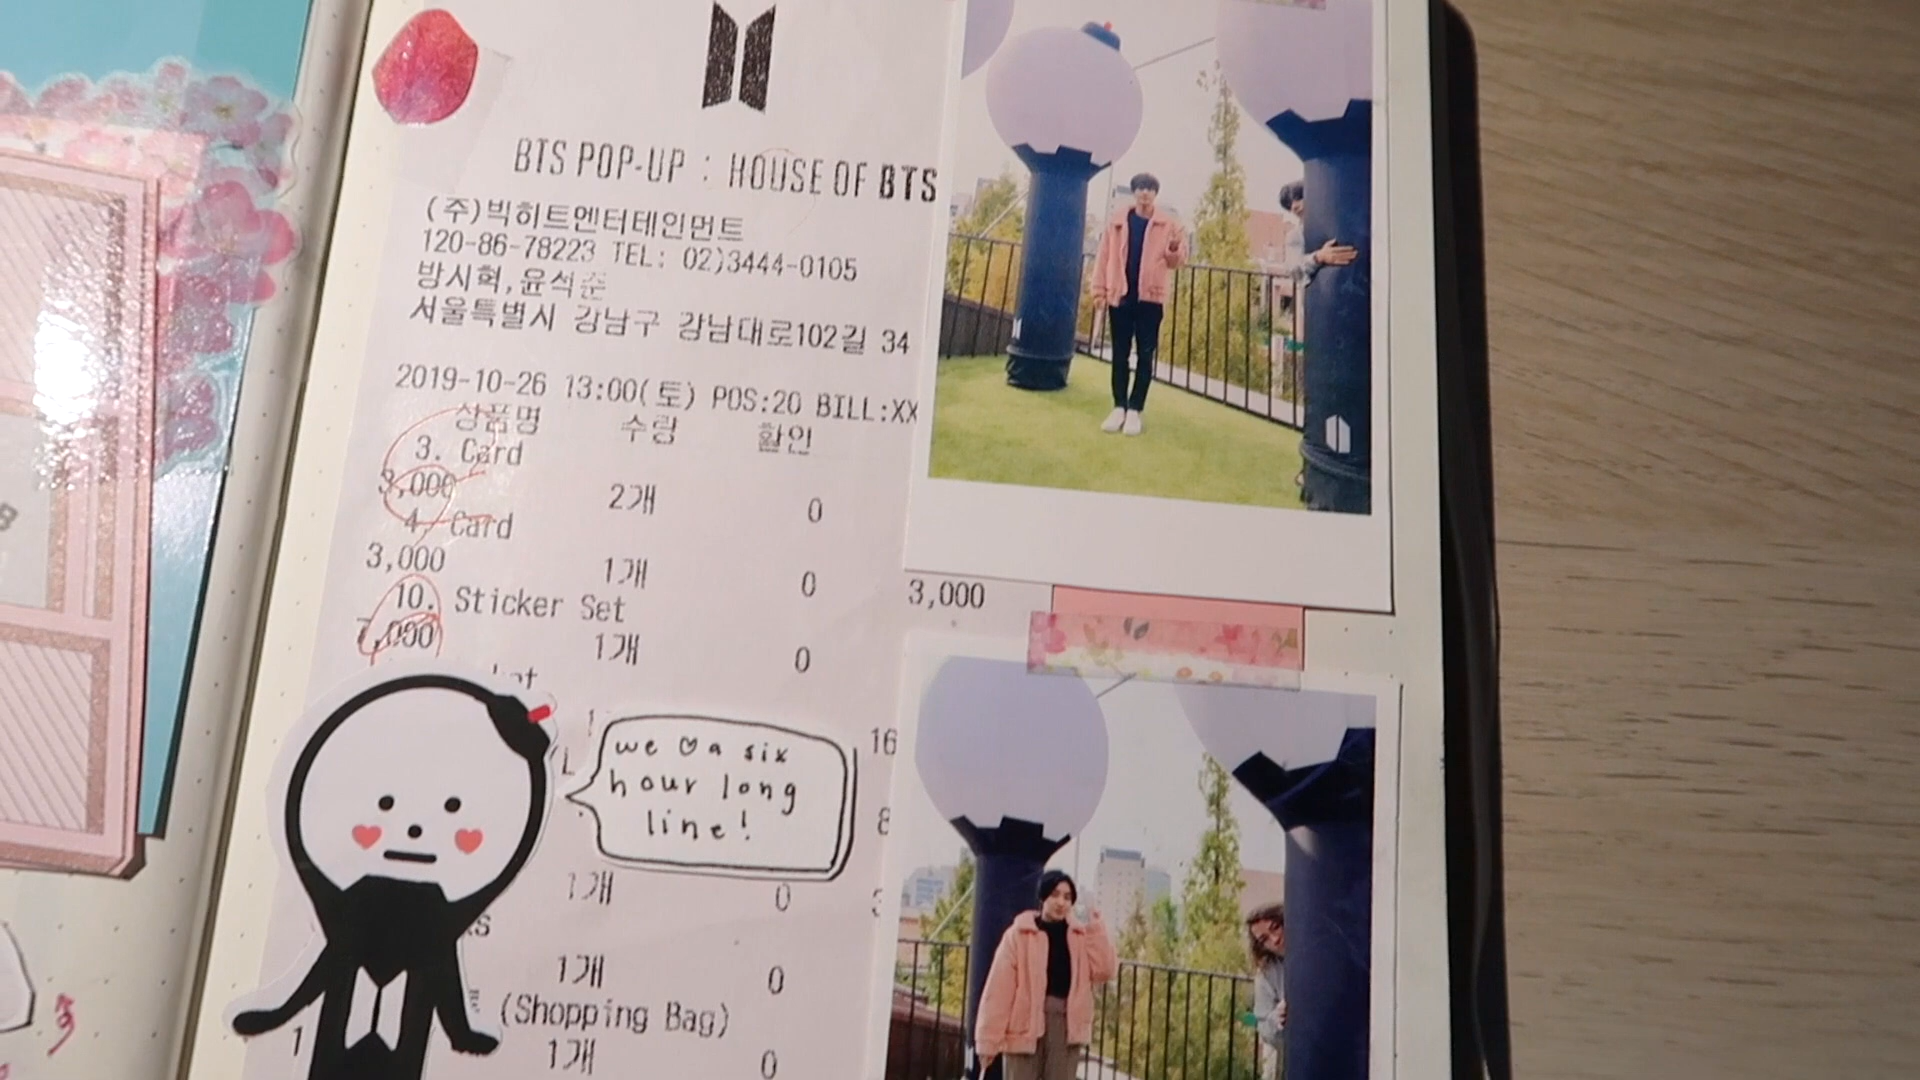 BTS POP-UP : HOUSE OF BTS
(주)빅히트엔터테인먼트
120-86-78223 TEL: 02)3444-0105
방시혁,윤석준
서울특별시 강남구 강남대로102길 34
2019-10-26 13:00(토) POS:20 BILL:XX
상품명 수량 할인
3. Card
3,000 2개 0
4. Card
3,000 1개 0 3,000
10. Sticker Set
7,000 1개 0
16
we ♡ a six
hour long
line!
8
1개 0
1개 0
(Shopping Bag)
1 1개 0